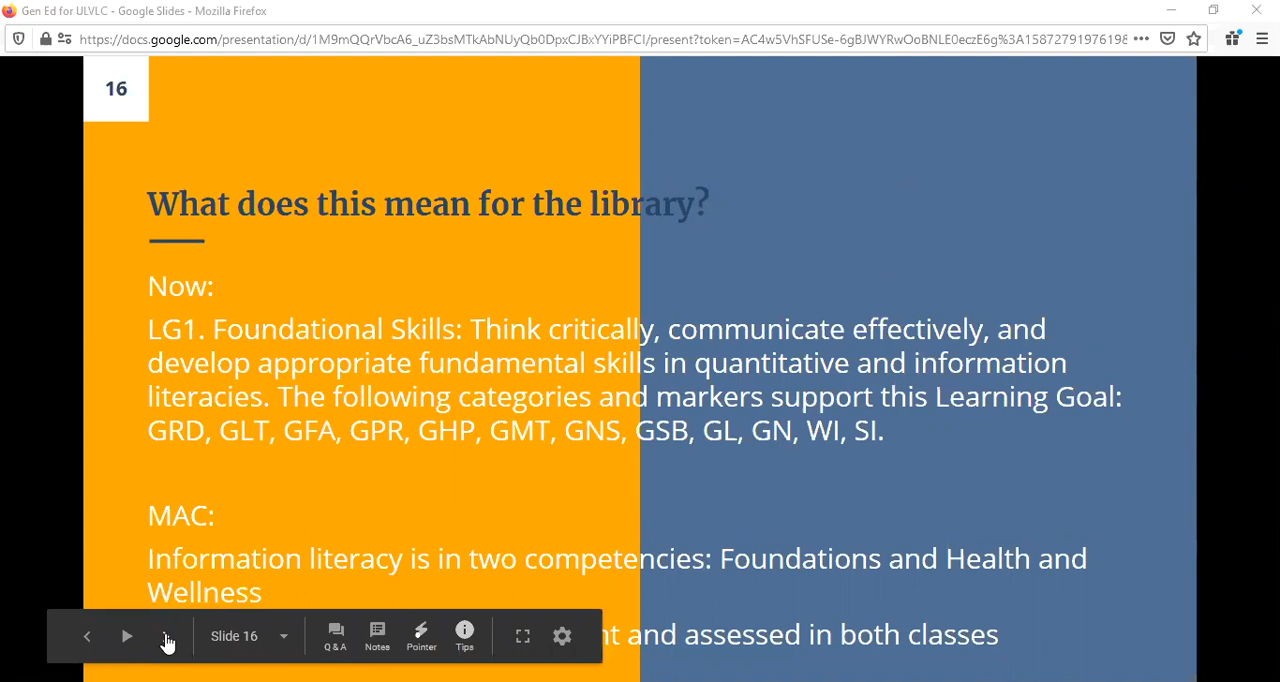 Gen Ed for ULVLC - Google Slides - Mozilla Firefox
https://docs.google.com/presentation/d/1M9mQQrVbcA6_uZ3bsMTkAbNUyQb0DpxCJBxYYiPBFCI/present?token=AC4w5VhSFUSe-6gBJWYRwOoBNLE0eczE6g%3A15872791976198
16
What does this mean for the library?
Now:
LG1. Foundational Skills: Think critically, communicate effectively, and
develop appropriate fundamental skills in quantitative and information
literacies. The following categories and markers support this Learning Goal:
GRD, GLT, GFA, GPR, GHP, GMT, GNS, GSB, GL, GN, WI, SI.
MAC:
Information literacy is in two competencies: Foundations and Health and
Wellness
and assessed in both classes
Slide 16
Q & A
Notes
Pointer
Tips